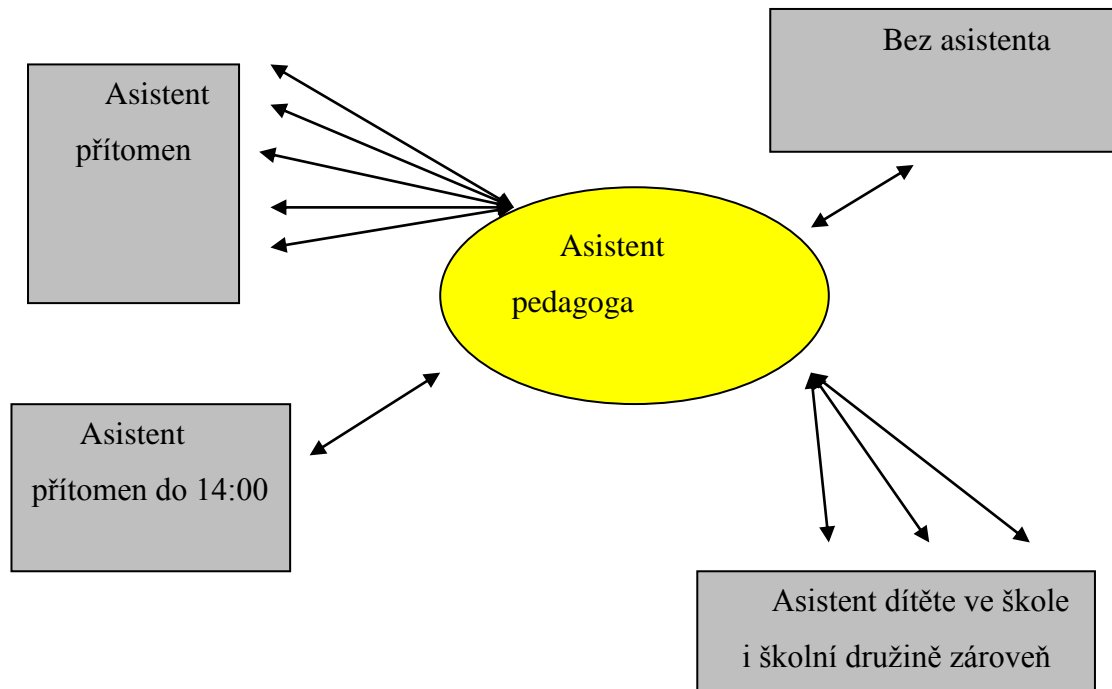 Bez asistenta
Asistent
přítomen
Asistent
pedagoga
Asistent
přítomen do 14:00
Asistent dítěte ve škole
i školní družině zároveň